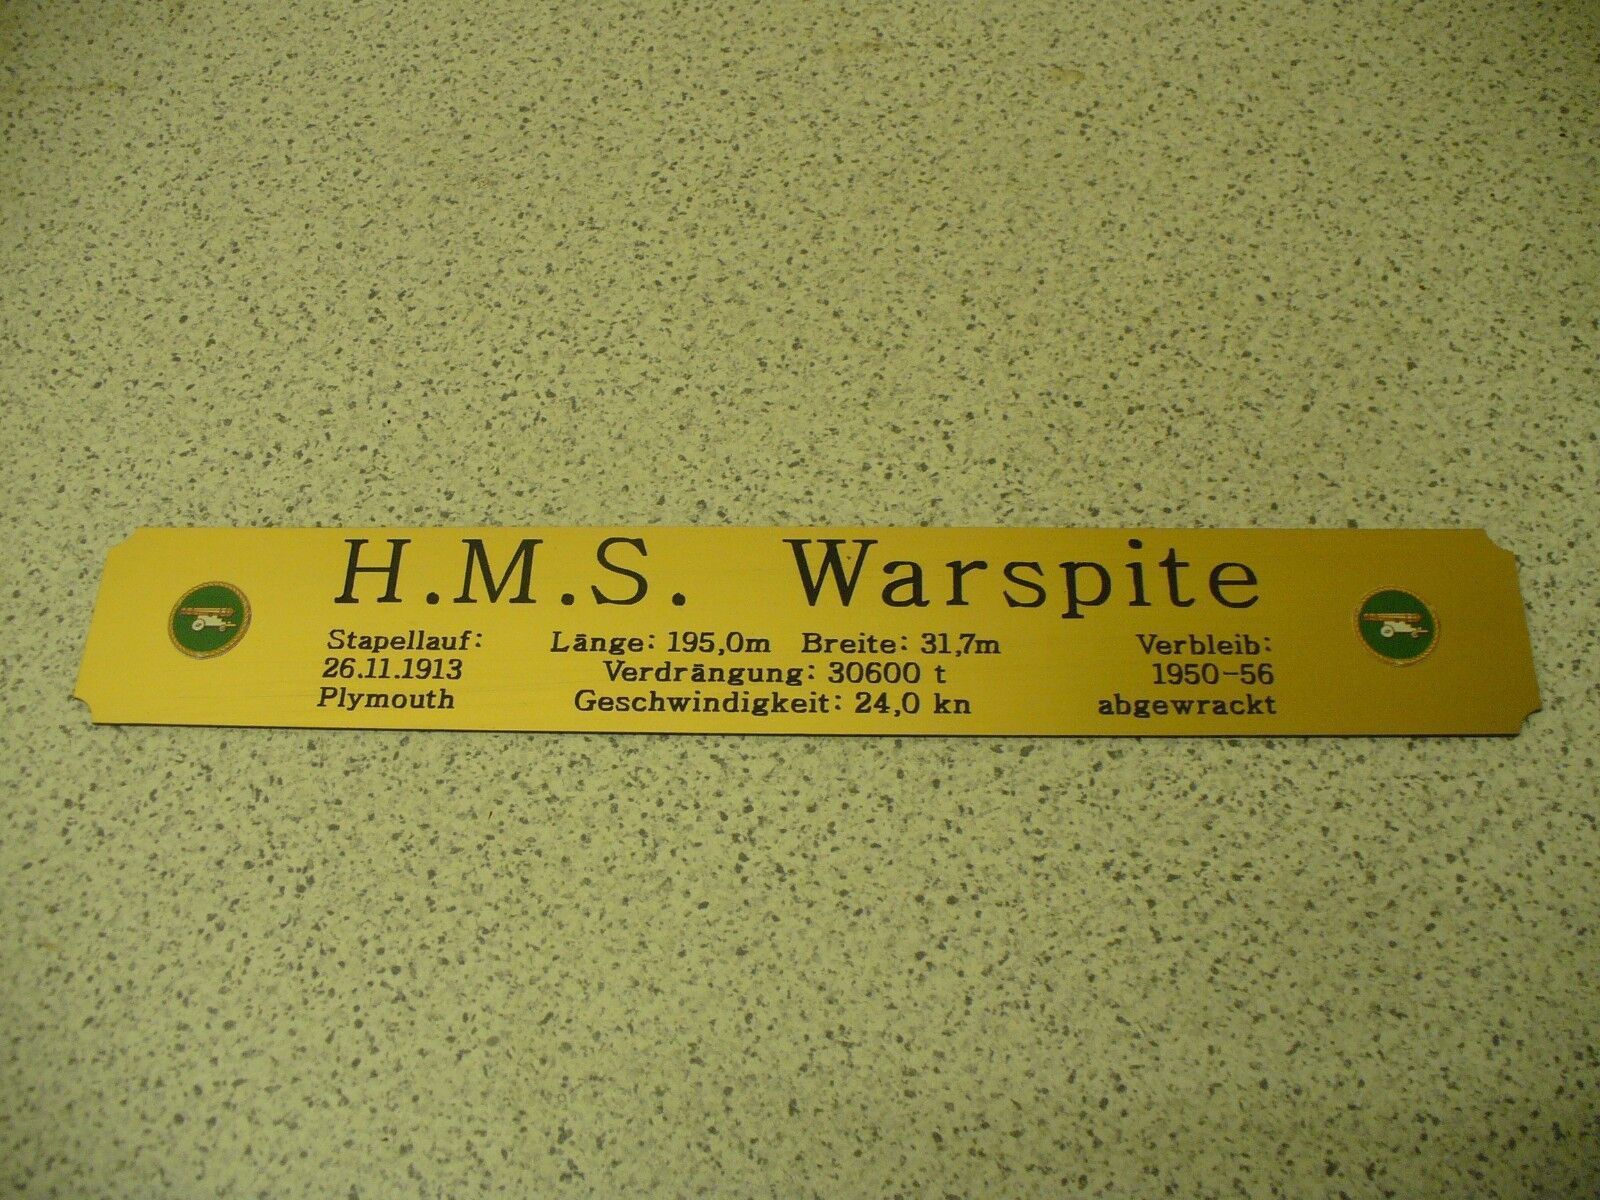 H.M.S. Warspite
Stapellauf: Länge: 195,0m Breite: 31,7m Verbleib:
26.11.1913 Verdrängung: 30600 t 1950-56
Plymouth Geschwindigkeit: 24,0 kn abgewrackt